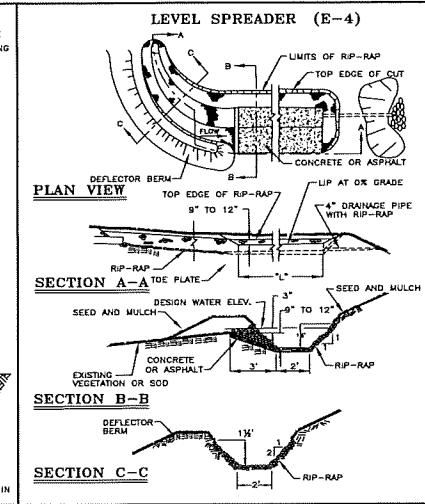 LEVEL SPREADER (E-4)
A
B
C
LIMITS OF RIP-RAP
TOP EDGE OF CUT
FLOW
C
A
B
DEFLECTOR BERM
CONCRETE OR ASPHALT
PLAN VIEW
TOP EDGE OF RIP-RAP
LIP AT 0% GRADE
9" TO 12"
4" DRAINAGE PIPE
WITH RIP-RAP
RIP-RAP
TOE PLATE
"L"
SECTION A-A
SEED AND MULCH
DESIGN WATER ELEV.
3"
SEED AND MULCH
9" TO 12"
1
1
CONCRETE
OR ASPHALT
3'
2'
RIP-RAP
EXISTING
VEGETATION OR SOD
SECTION B-B
DEFLECTOR
BERM
1½'
1
2
RIP-RAP
2'
SECTION C-C
IN